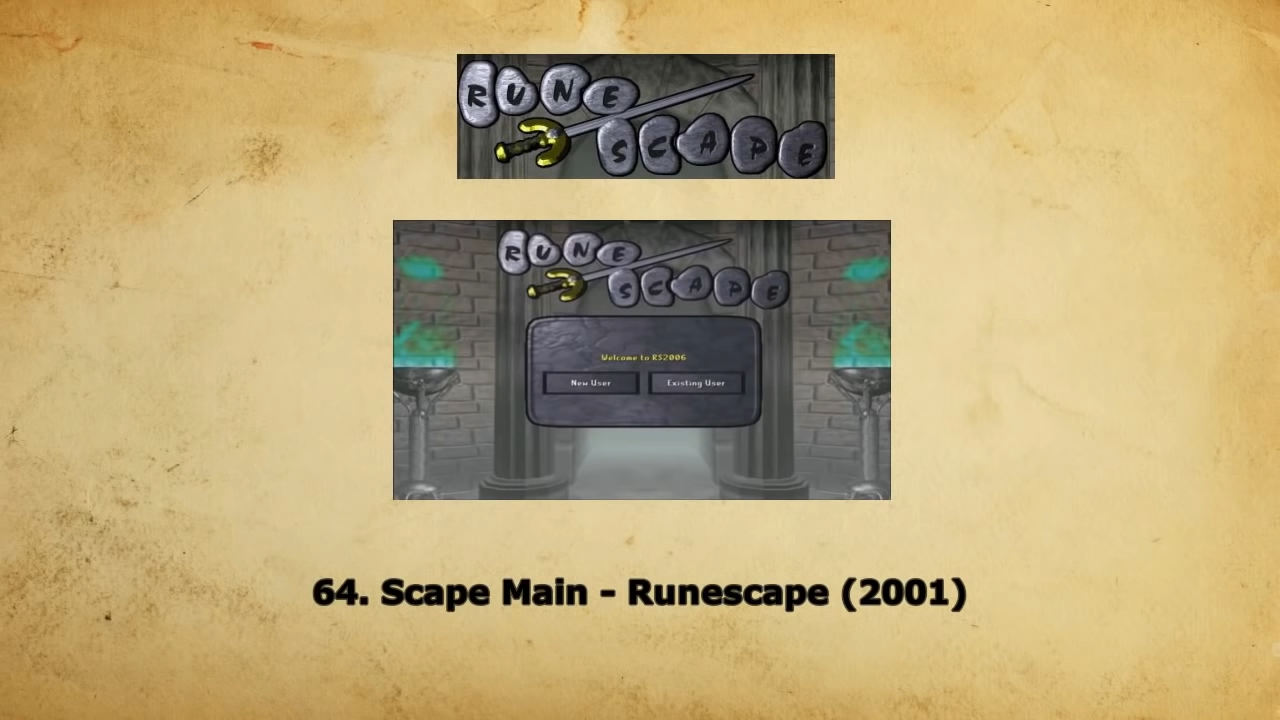 RUNE
SCAPE
RUNE
SCAPE
Welcome to RS2006
New User Existing User
64. Scape Main - Runescape (2001)